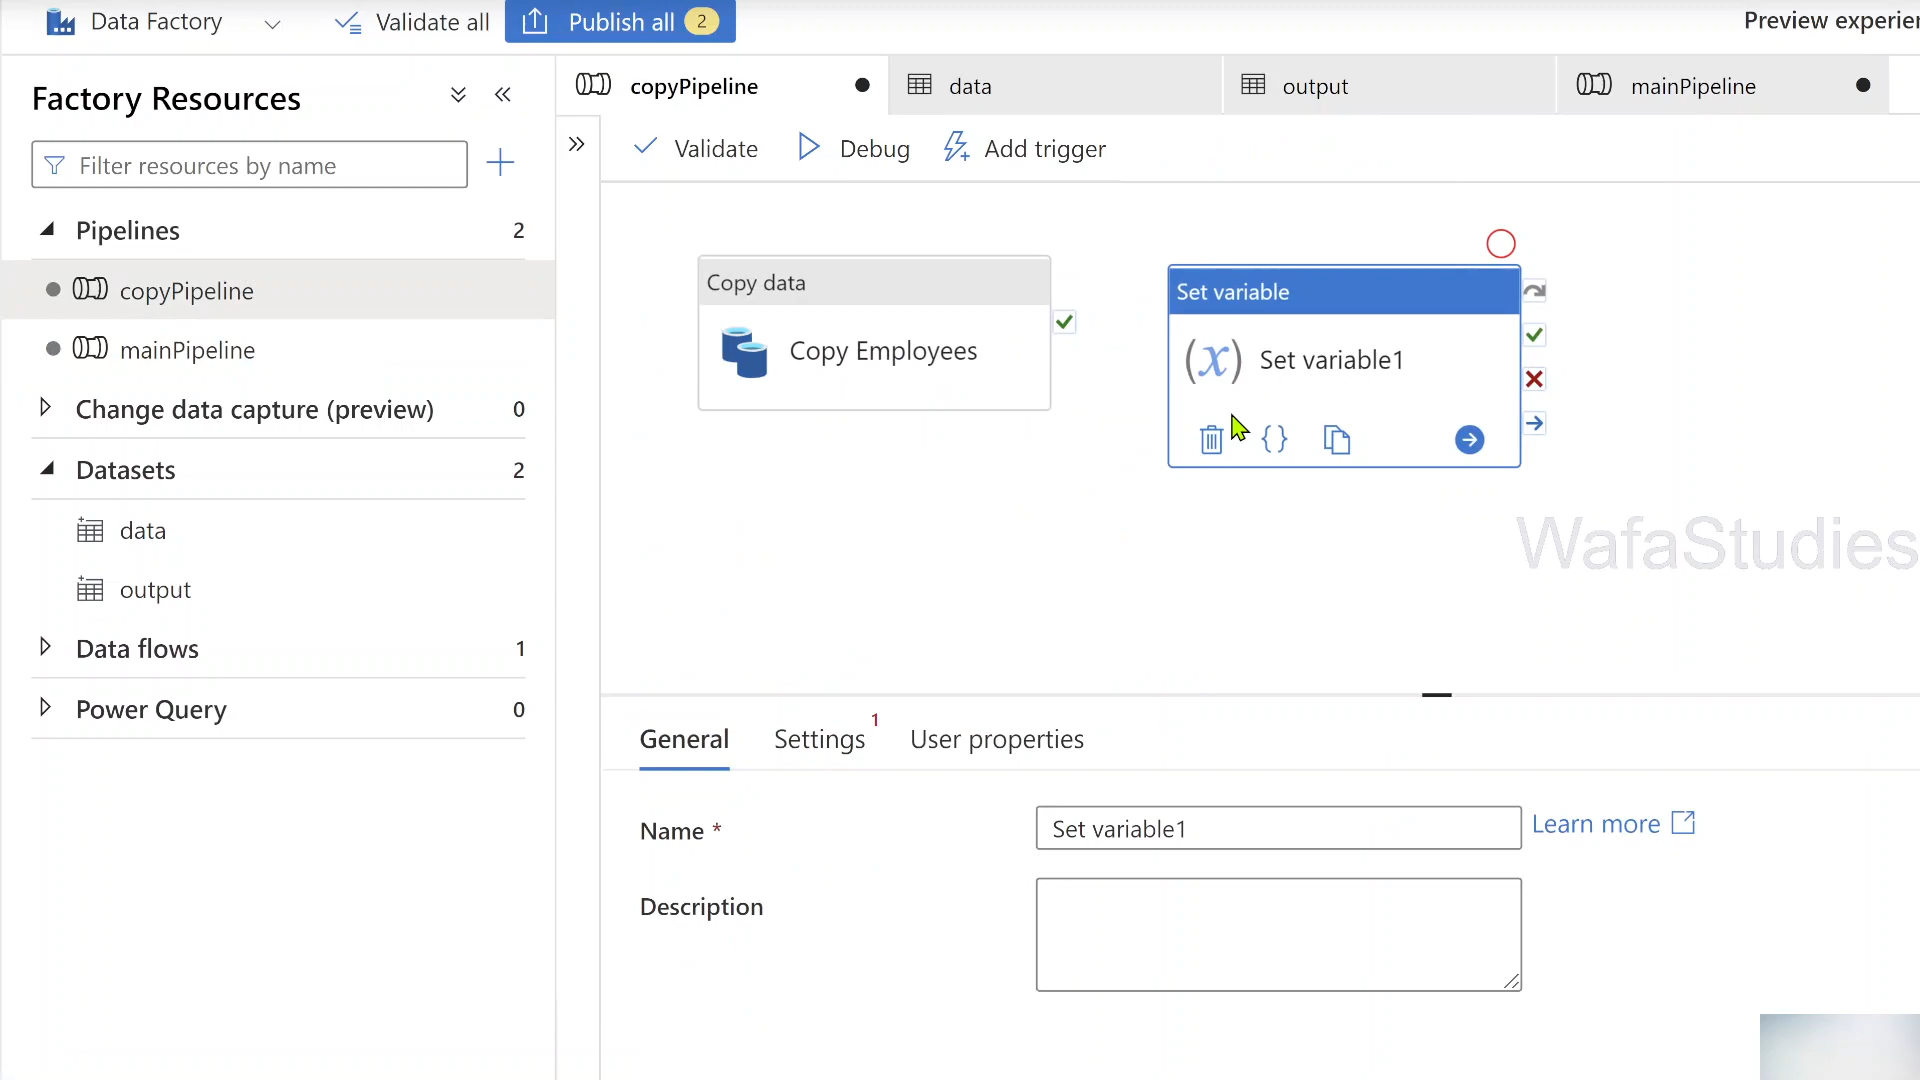 Data Factory
Validate all
Publish all 2
Preview experien
Factory Resources
Filter resources by name
Pipelines 2
copyPipeline
mainPipeline
Change data capture (preview) 0
Datasets 2
data
output
Data flows 1
Power Query 0
copyPipeline
data
output
mainPipeline
Validate
Debug
Add trigger
Copy data
Copy Employees
Set variable
(x) Set variable1
{}
WafaStudies
General
Settings 1
User properties
Name *
Set variable1
Learn more
Description